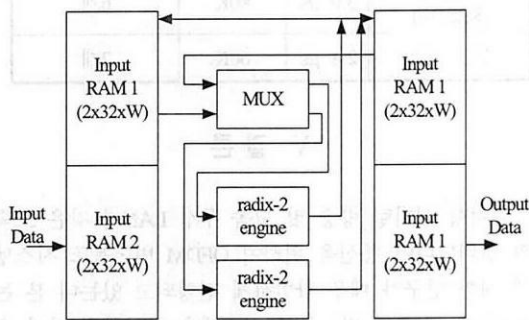 Input
RAM 1
(2x32xW)
MUX
Input
RAM 1
(2x32xW)
Input
Data
Input
RAM 2
(2x32xW)
radix-2
engine
radix-2
engine
Input
RAM 1
(2x32xW)
Output
Data